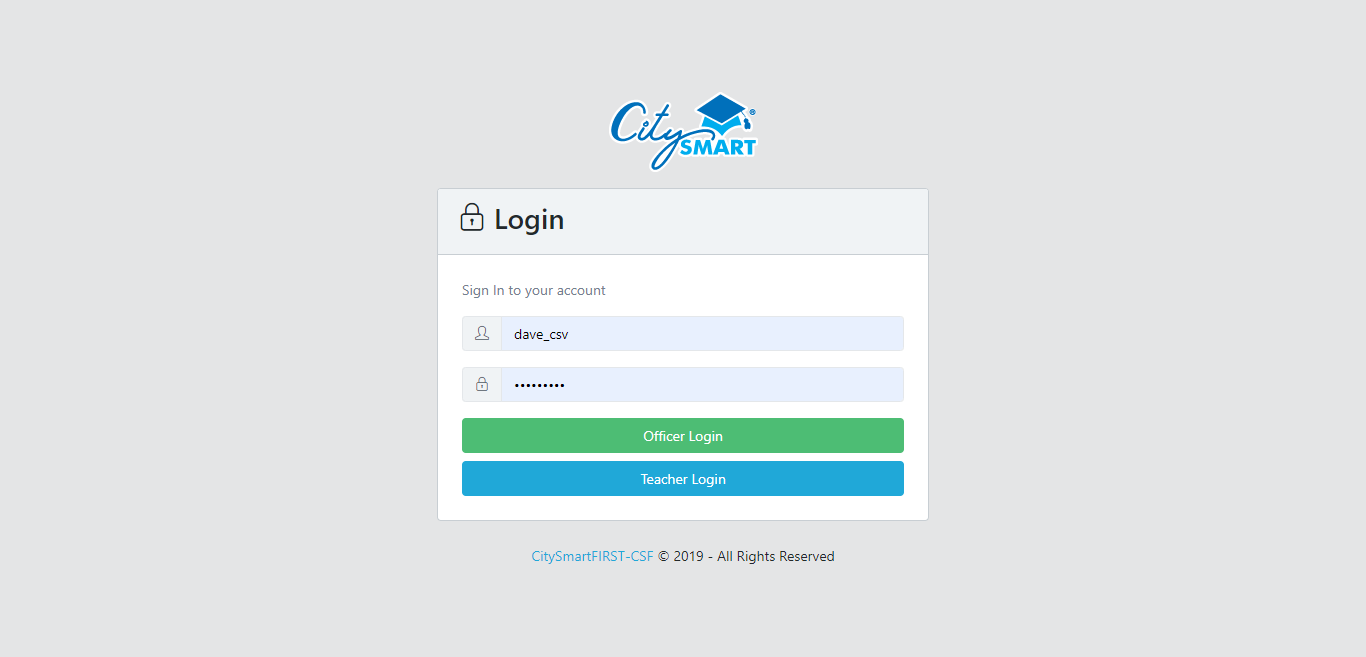 City
SMART®
Login
Sign In to your account
dave_csv
•••••••••
Officer Login
Teacher Login
CitySmartFIRST-CSF © 2019 - All Rights Reserved